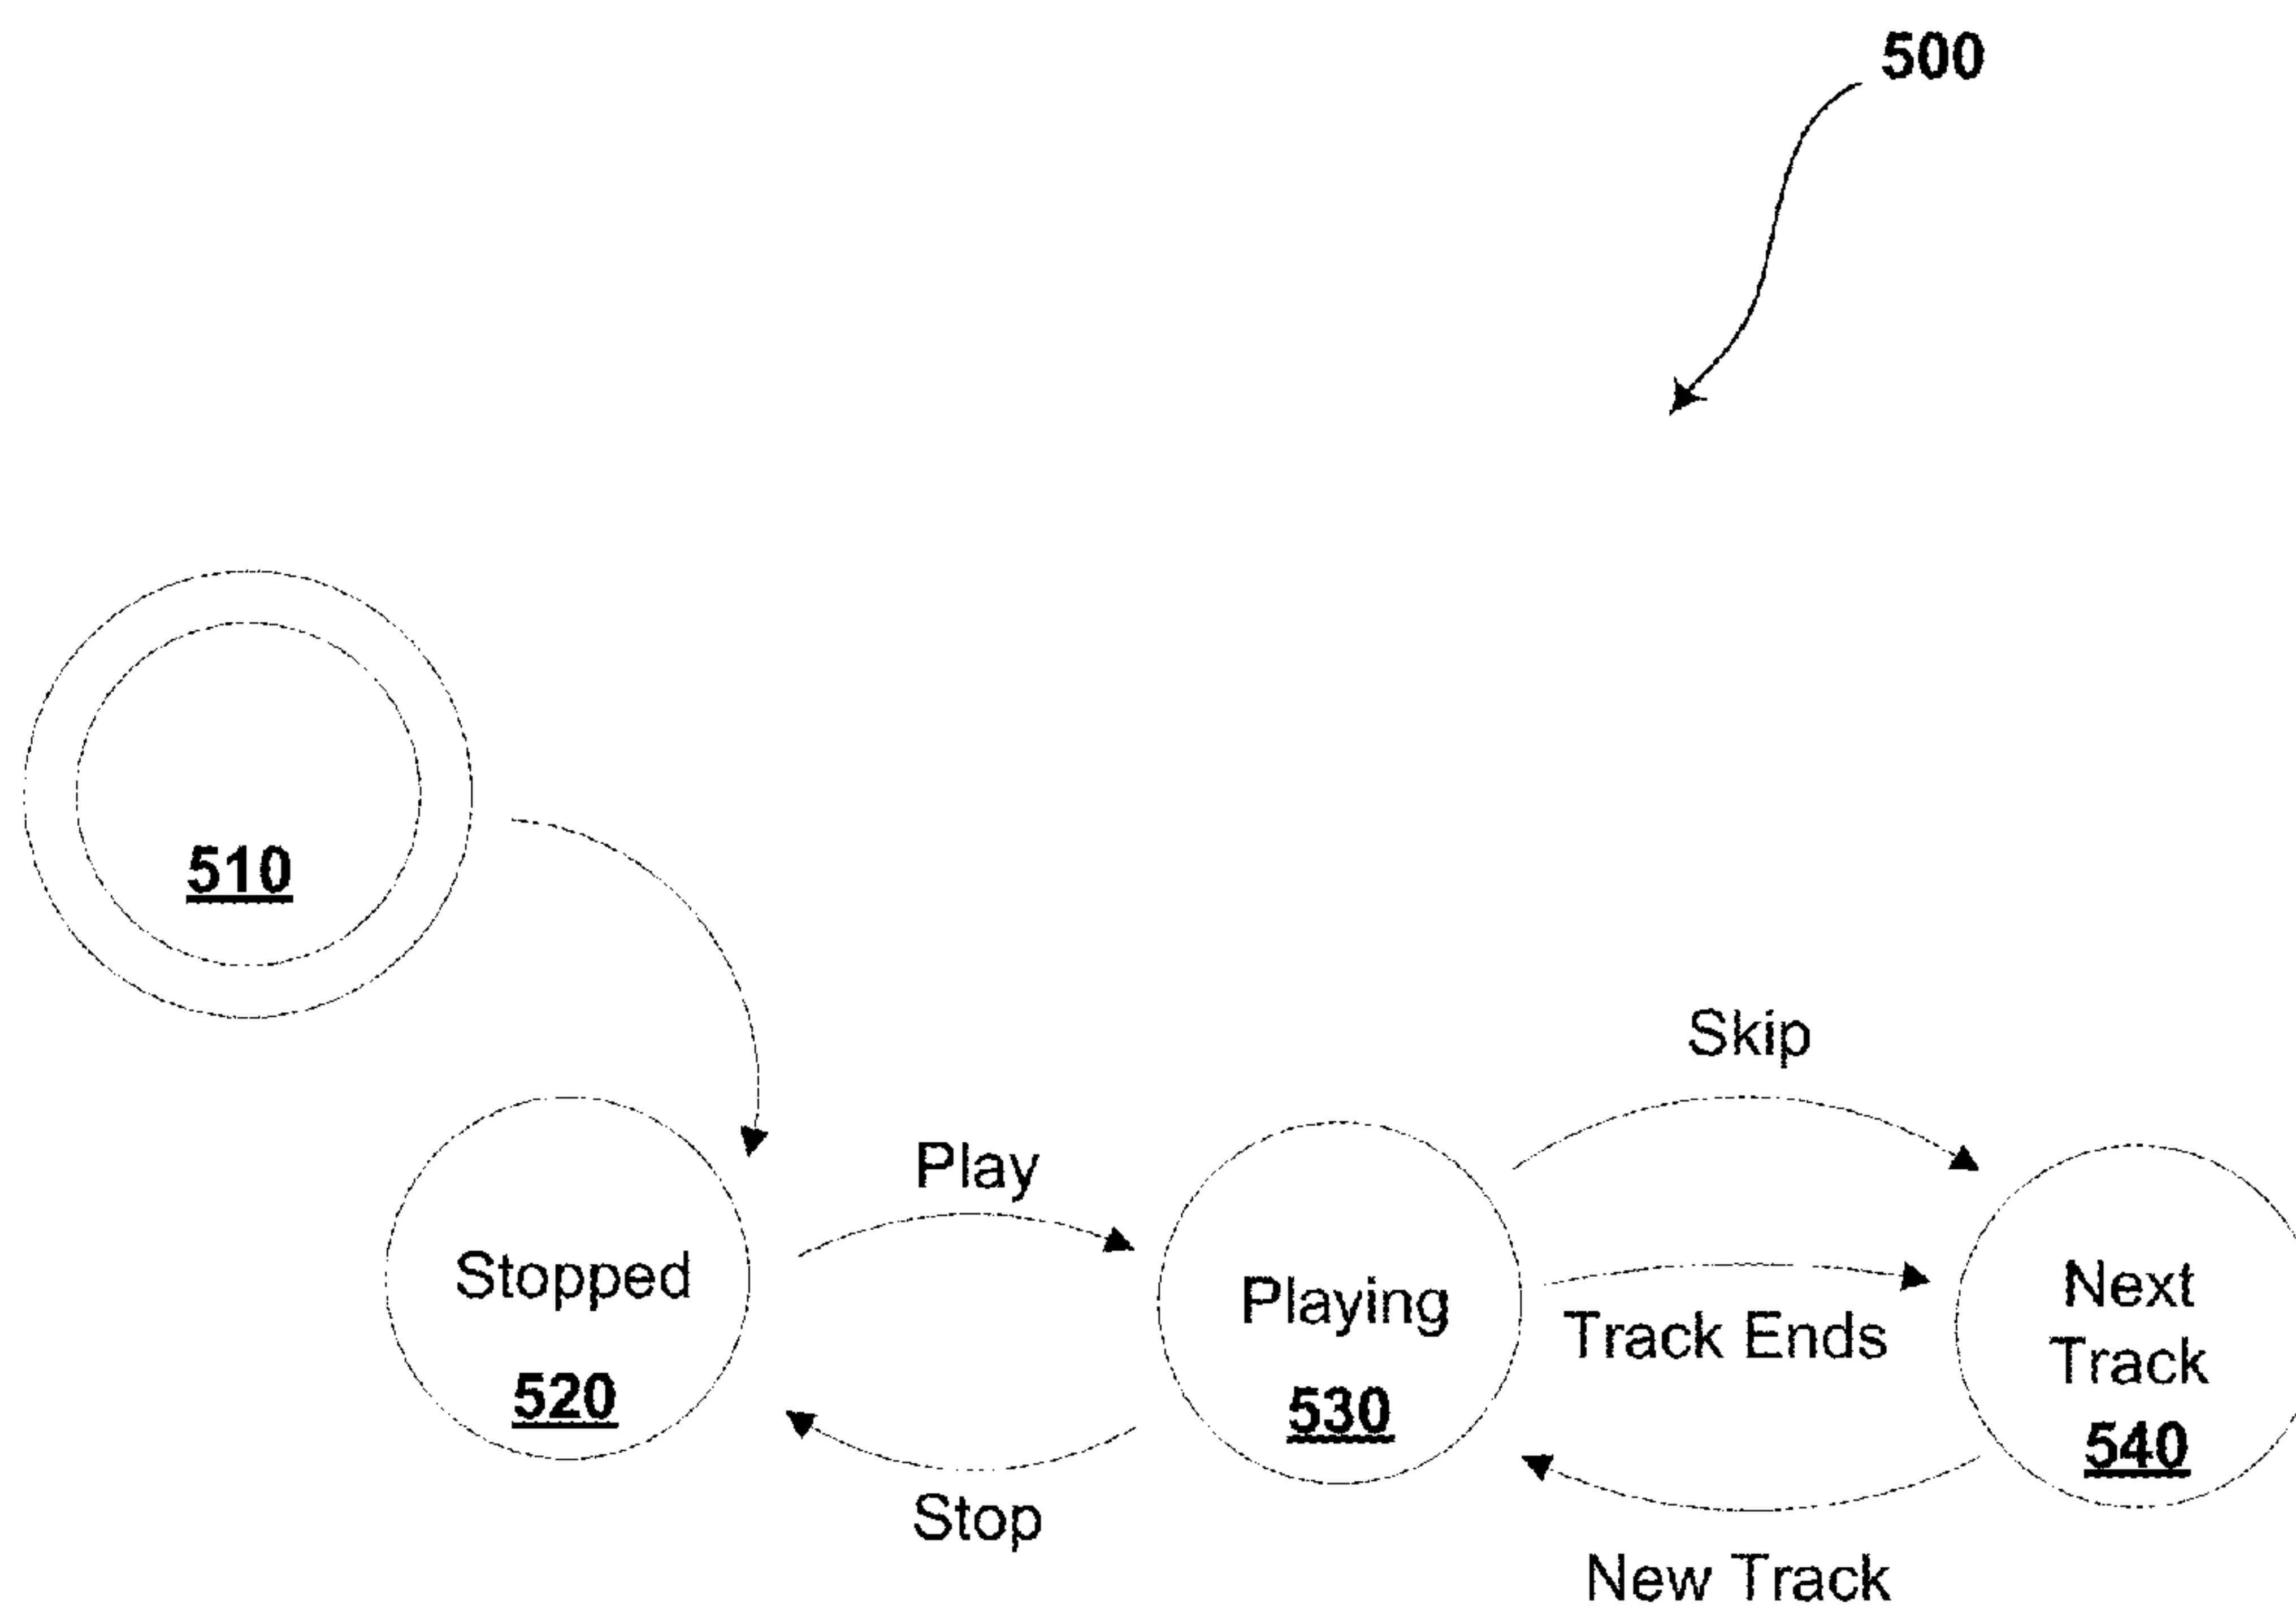 500
510
Skip
Play
Stopped
520
Playing
530
Track Ends
Next
Track
540
Stop
New Track